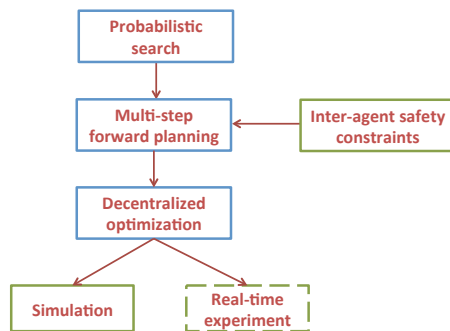 Probabilistic
search
Multi-step
forward planning
Inter-agent safety
constraints
Decentralized
optimization
Simulation
Real-time
experiment